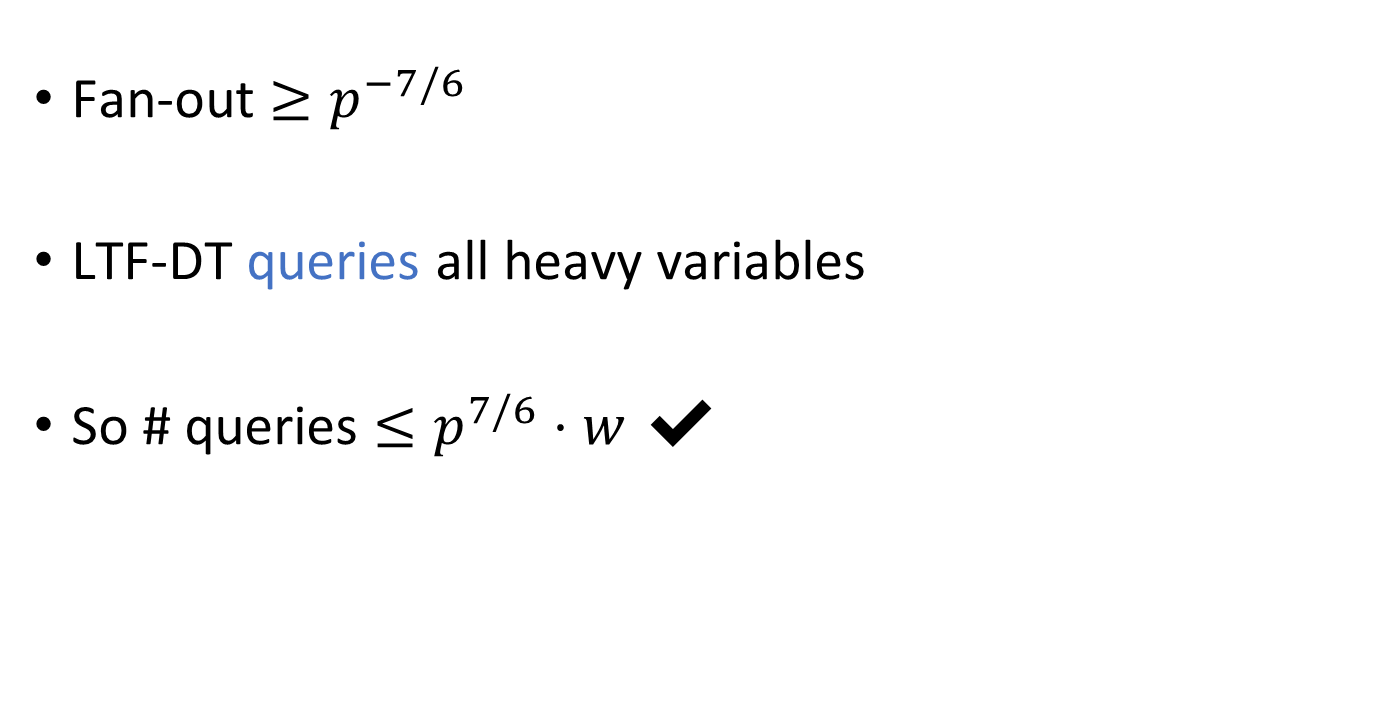 • Fan-out ≥ 𝑝^{−7/6}
• LTF-DT queries all heavy variables
• So # queries ≤ 𝑝^{7/6} · 𝑤 ✔